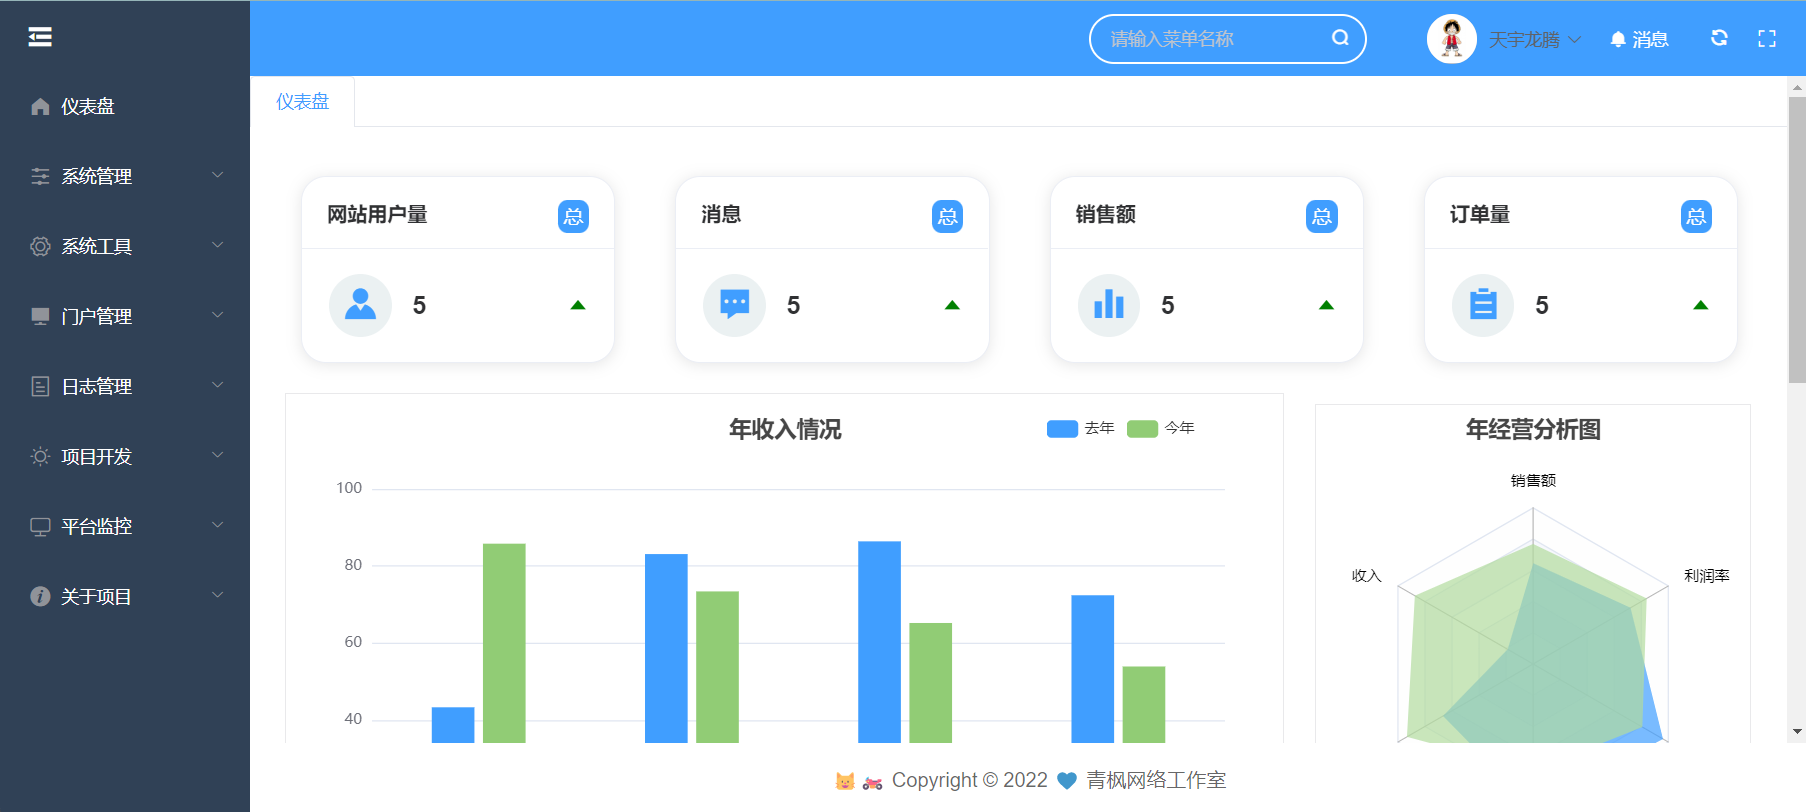 请输入菜单名称
天宇龙腾
消息
仪表盘
系统管理
系统工具
门户管理
日志管理
项目开发
平台监控
关于项目
仪表盘
网站用户量 总
5
消息 总
5
销售额 总
5
订单量 总
5
年收入情况
去年 今年
100
80
60
40
年经营分析图
销售额
收入
利润率
Copyright © 2022 青枫网络工作室